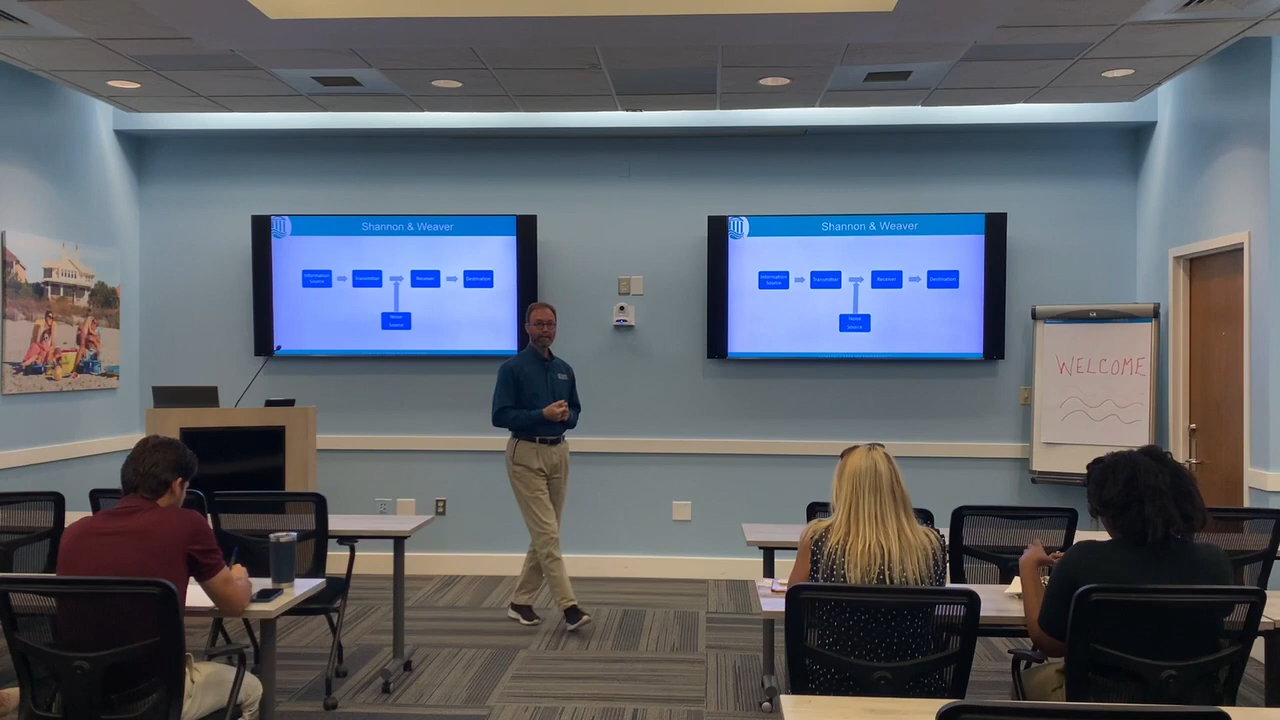 Shannon & Weaver
Information
Source
Transmitter
Receiver
Destination
Noise
Source
Shannon & Weaver
Information
Source
Transmitter
Receiver
Destination
Noise
Source
WELCOME